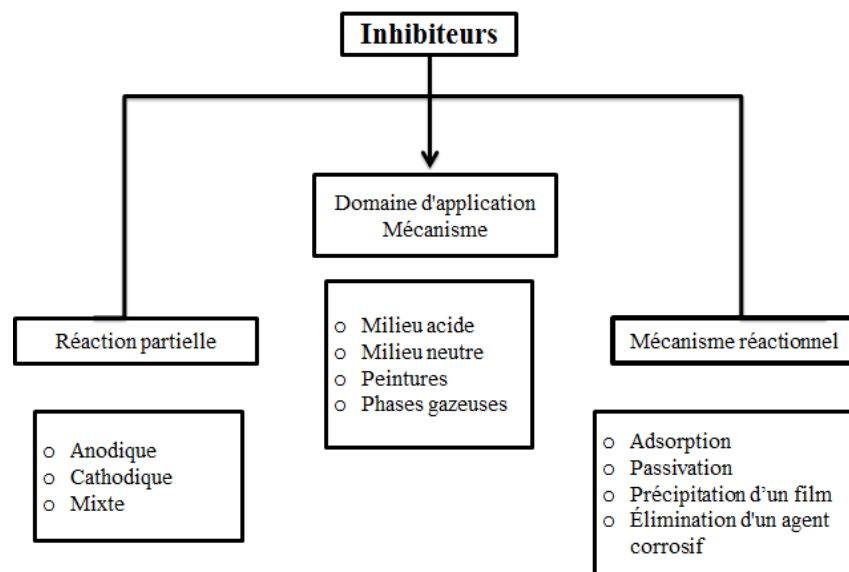 Inhibiteurs
Domaine d'application
Mécanisme
Réaction partielle
Mécanisme réactionnel
o Milieu acide
o Milieu neutre
o Peintures
o Phases gazeuses
o Anodique
o Cathodique
o Mixte
o Adsorption
o Passivation
o Précipitation d’un film
o Élimination d'un agent
corrosif